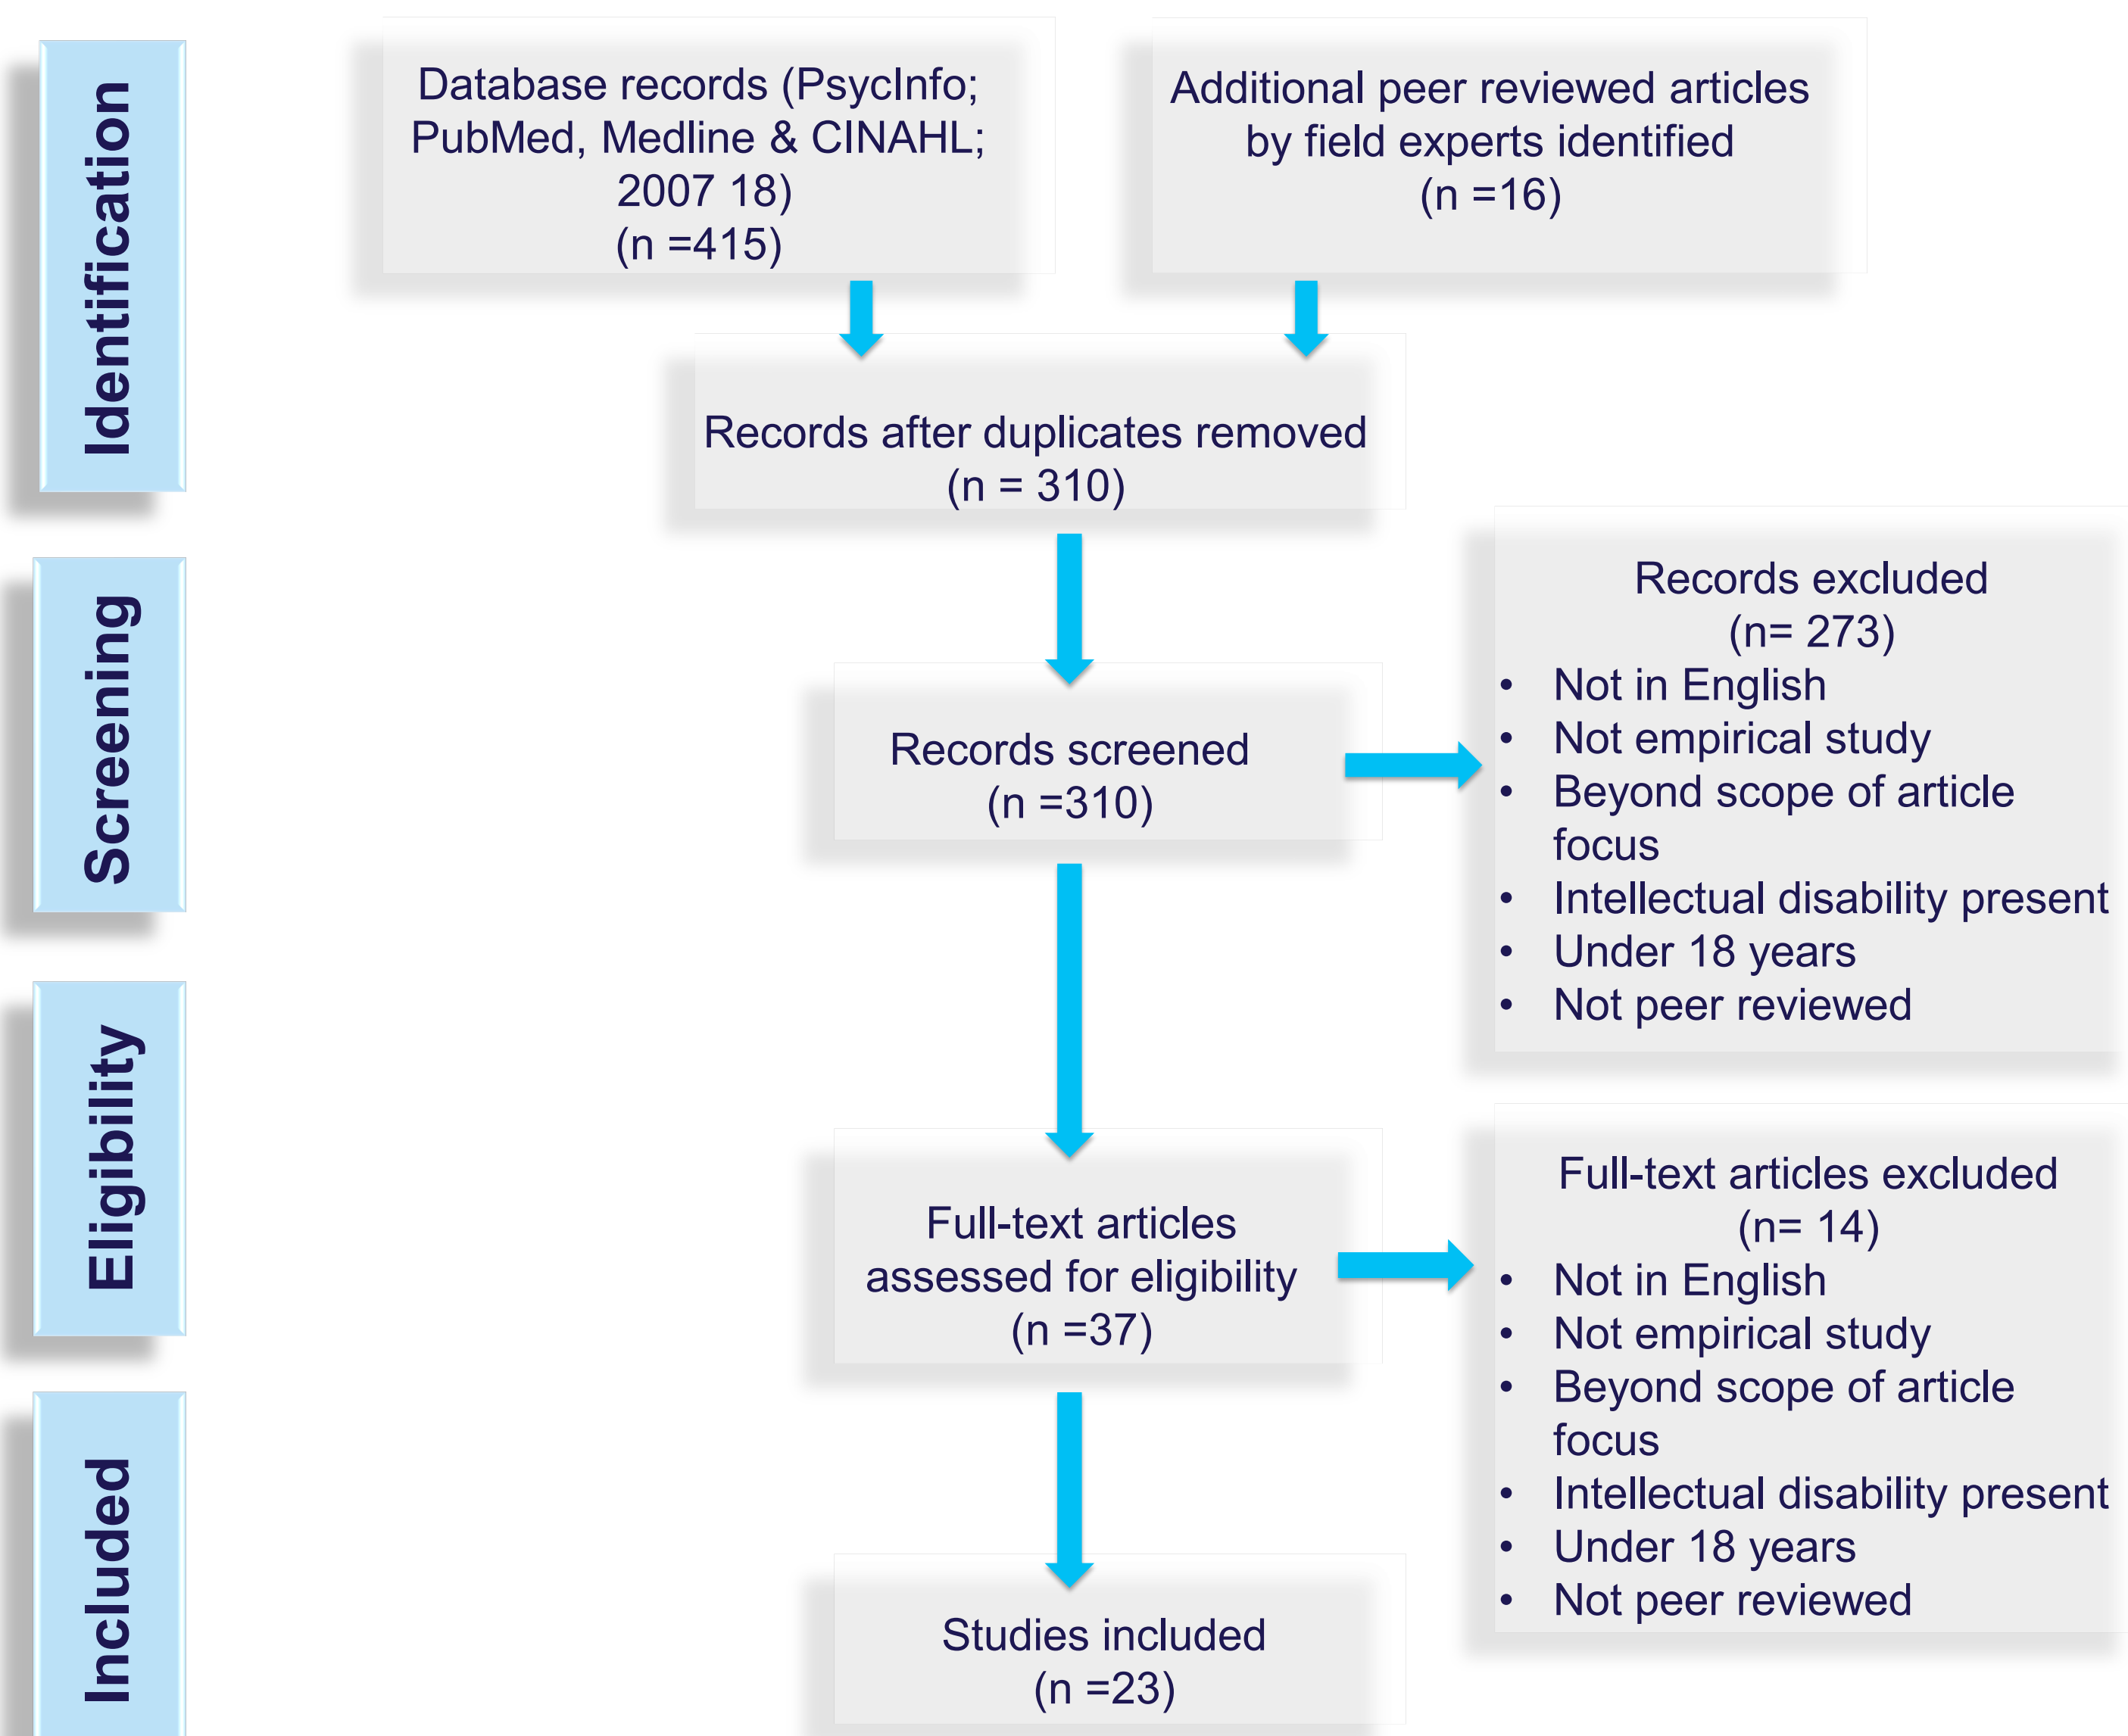 Identification
Database records (PsycInfo;
PubMed, Medline & CINAHL;
2007 18)
(n =415)
Additional peer reviewed articles
by field experts identified
(n =16)
Records after duplicates removed
(n = 310)
Screening
Records screened
(n =310)
Records excluded
(n= 273)
• Not in English
• Not empirical study
• Beyond scope of article
focus
• Intellectual disability present
• Under 18 years
• Not peer reviewed
Eligibility
Full-text articles
assessed for eligibility
(n =37)
Full-text articles excluded
(n= 14)
• Not in English
• Not empirical study
• Beyond scope of article
focus
• Intellectual disability present
• Under 18 years
• Not peer reviewed
Included
Studies included
(n =23)